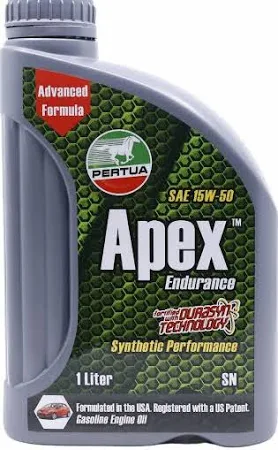 Advanced
Formula
PERTUA
SAE 15W-50
Apex™
Endurance
fortified
with DURASYN
TECHNOLOGY
Synthetic Performance
1 Liter SN
Formulated in the USA. Registered with a US Patent.
Gasoline Engine Oil